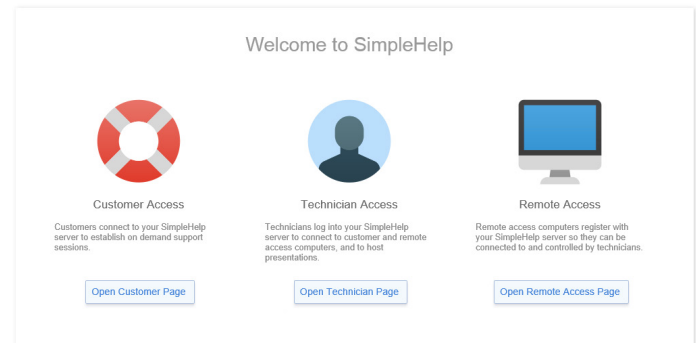 Welcome to SimpleHelp
Customer Access
Customers connect to your SimpleHelp
server to establish on demand support
sessions.
Open Customer Page
Technician Access
Technicians log into your SimpleHelp
server to connect to customer and remote
access computers, and to host
presentations.
Open Technician Page
Remote Access
Remote access computers register with
your SimpleHelp server so they can be
connected to and controlled by technicians.
Open Remote Access Page